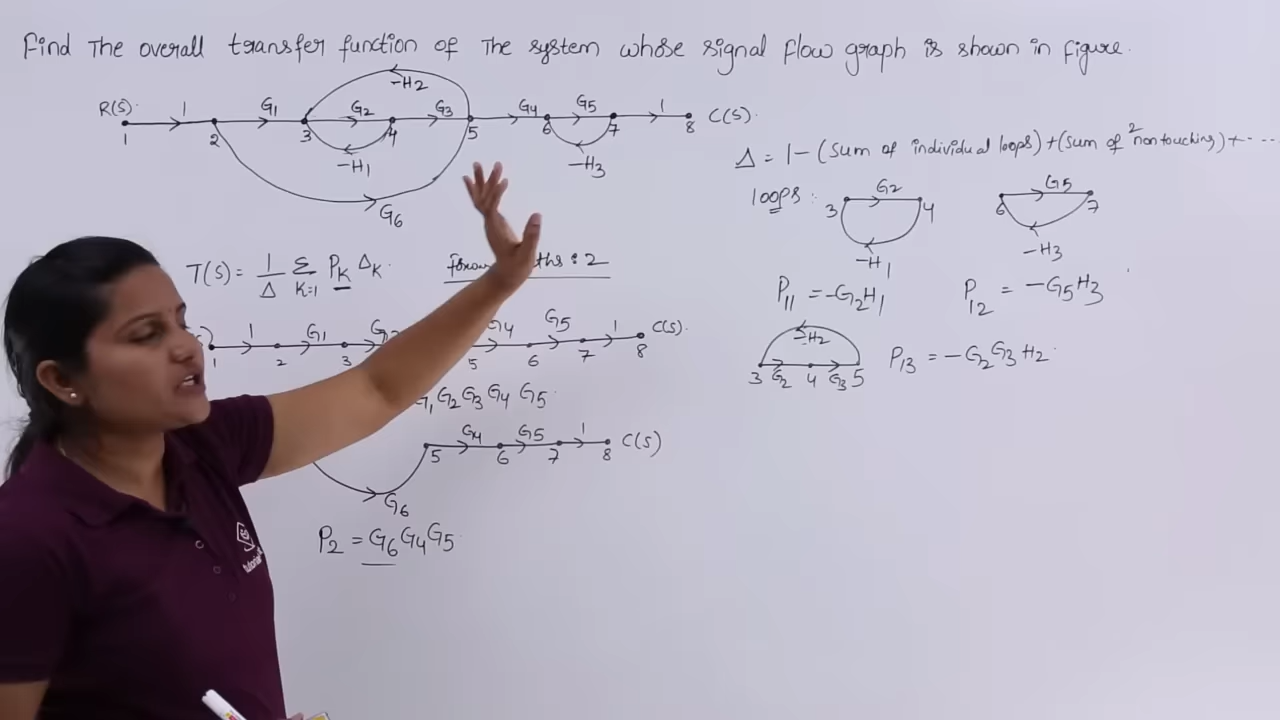 Find The overall transfer function of The system whose signal flow graph is shown in figure.
-H2
R(s) 1 G1 G2 G3 G4 G5 1 C(s).
1 2 3 4 5 6 7 8
-H1 -H3
G6
Δ = 1 - (sum of individual loops) + (sum of 2 nontouching) + ....
loops : 3 G2 4 6 G5 7
-H1 -H3
T(s) = 1/Δ Σ K=1 PK ΔK. : 2
P11 = -G2H1 P12 = -G5H3
1 G1 G4 G5 1 C(s).
1 2 3 5 6 7 8
-H2
3 G2 4 G3 5 P13 = -G2G3H2
G2G3G4G5
G4 G5 1 C(s)
5 6 7 8
G6
P2 = G6G4G5